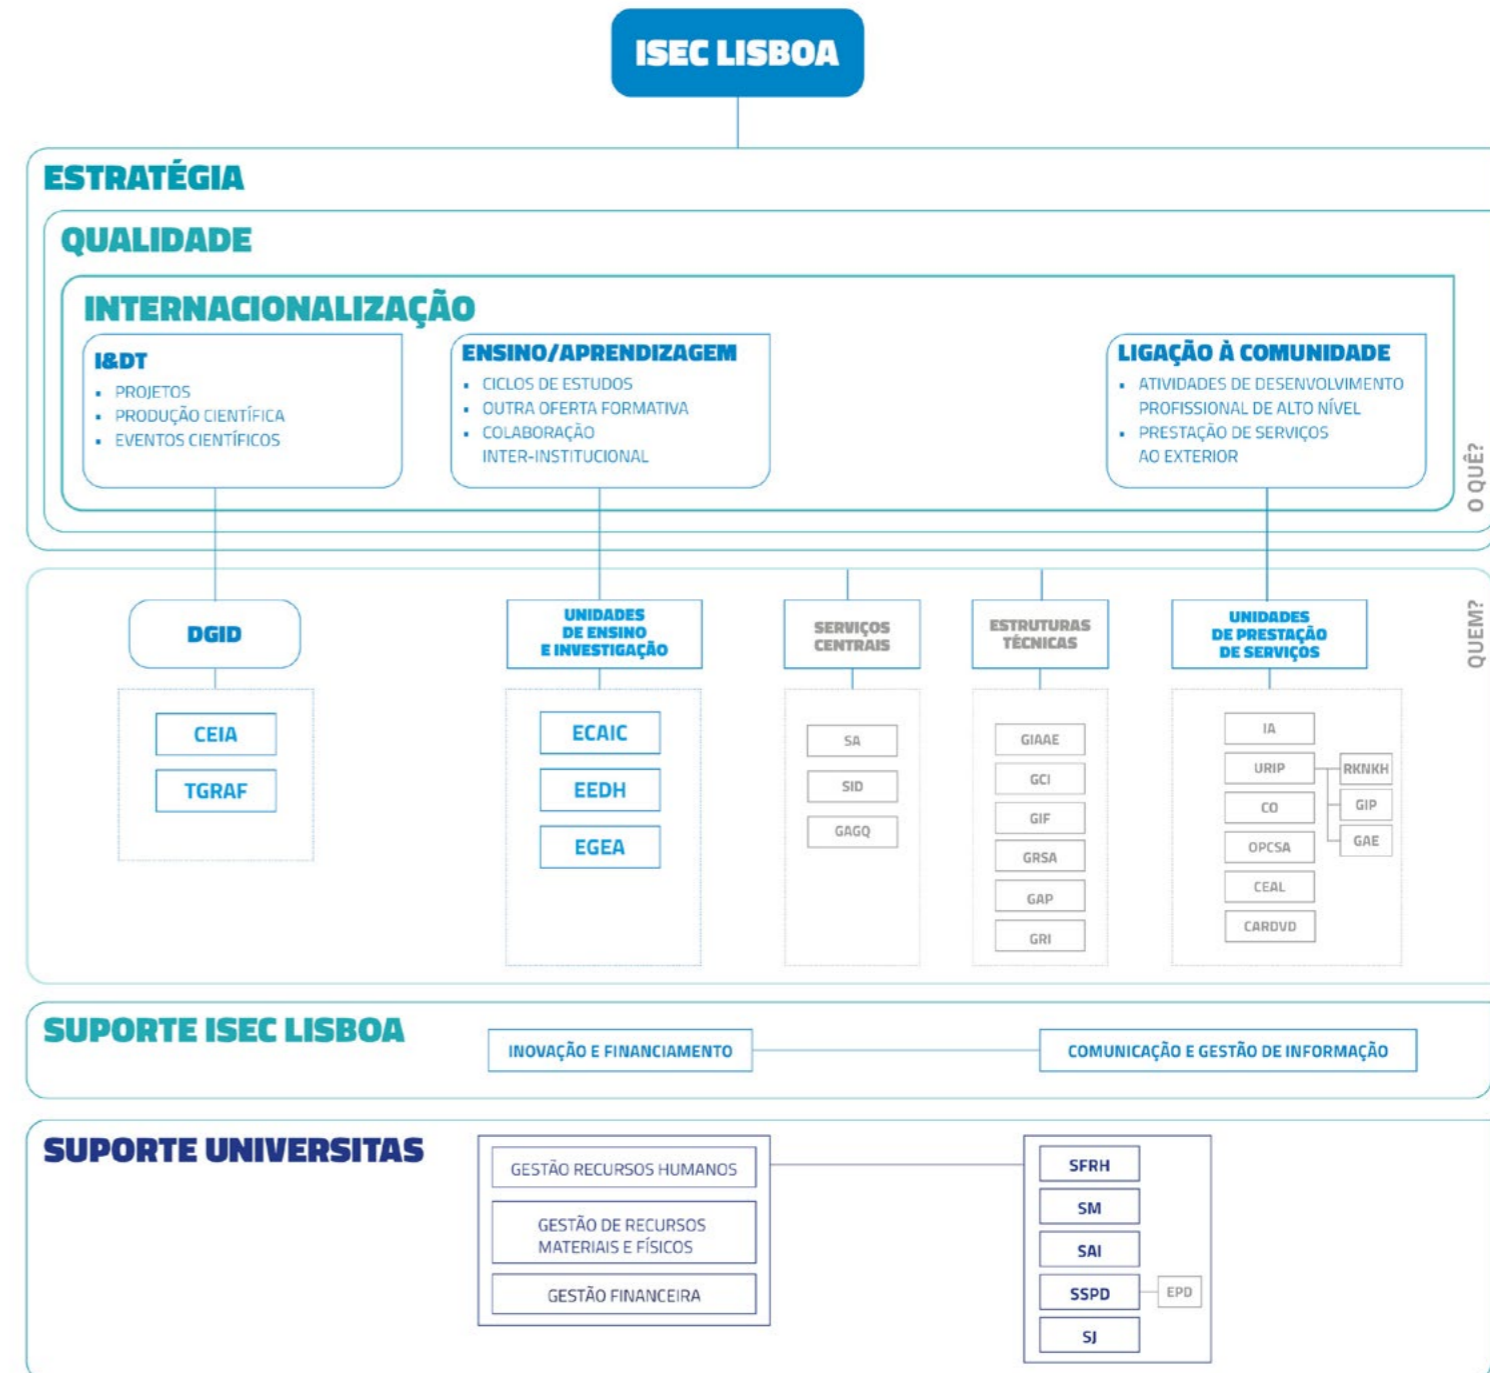 ISEC LISBOA
ESTRATÉGIA
QUALIDADE
INTERNACIONALIZAÇÃO
I&DT
▪ PROJETOS
▪ PRODUÇÃO CIENTÍFICA
▪ EVENTOS CIENTÍFICOS
ENSINO/APRENDIZAGEM
▪ CICLOS DE ESTUDOS
▪ OUTRA OFERTA FORMATIVA
▪ COLABORAÇÃO
INTER-INSTITUCIONAL
LIGAÇÃO À COMUNIDADE
▪ ATIVIDADES DE DESENVOLVIMENTO
PROFISSIONAL DE ALTO NÍVEL
▪ PRESTAÇÃO DE SERVIÇOS
AO EXTERIOR
O QUÊ?
DGID
CEIA
TGRAF
UNIDADES
DE ENSINO
E INVESTIGAÇÃO
ECAIC
EEDH
EGEA
SERVIÇOS
CENTRAIS
SA
SID
GAGQ
ESTRUTURAS
TÉCNICAS
GIAAE
GCI
GIF
GRSA
GAP
GRI
UNIDADES
DE PRESTAÇÃO
DE SERVIÇOS
IA
URIP
CO
OPCSA
CEAL
CARDVD
RKNKH
GIP
GAE
QUEM?
SUPORTE ISEC LISBOA
INOVAÇÃO E FINANCIAMENTO
COMUNICAÇÃO E GESTÃO DE INFORMAÇÃO
SUPORTE UNIVERSITAS
GESTÃO RECURSOS HUMANOS
GESTÃO DE RECURSOS
MATERIAIS E FÍSICOS
GESTÃO FINANCEIRA
SFRH
SM
SAI
SSPD
EPD
SJ